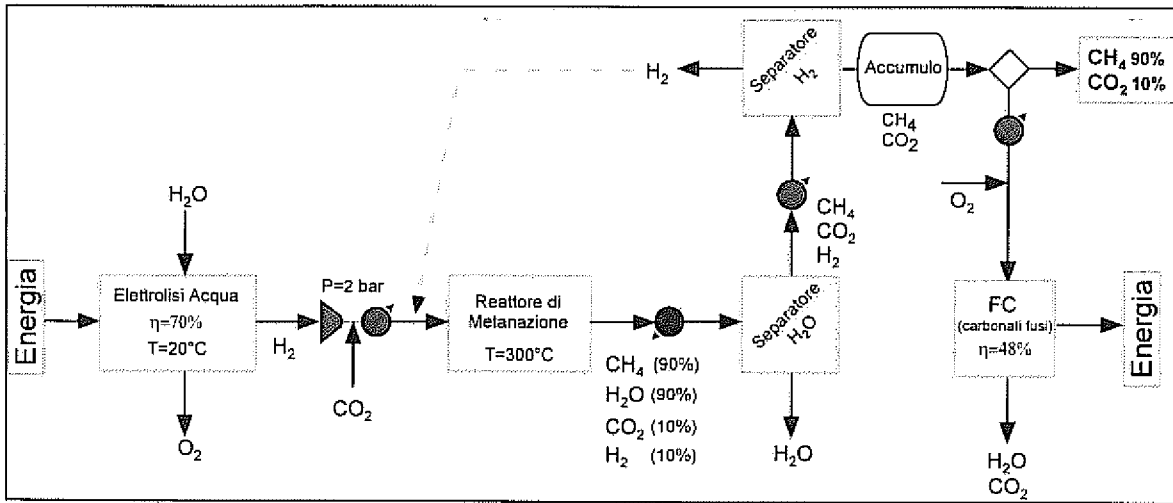 H2
Separatore
H2
Accumulo
CH4 90%
CO2 10%
CH4
CO2
H2O
O2
CH4
CO2
H2
Energia
Elettrolisi Acqua
η=70%
T=20°C
P=2 bar
H2
Reattore di
Metanazione
T=300°C
Separatore
H2O
FC
(carbonati fusi)
η=48%
Energia
CH4 (90%)
H2O (90%)
CO2 (10%)
H2 (10%)
CO2
O2
H2O
H2O
CO2